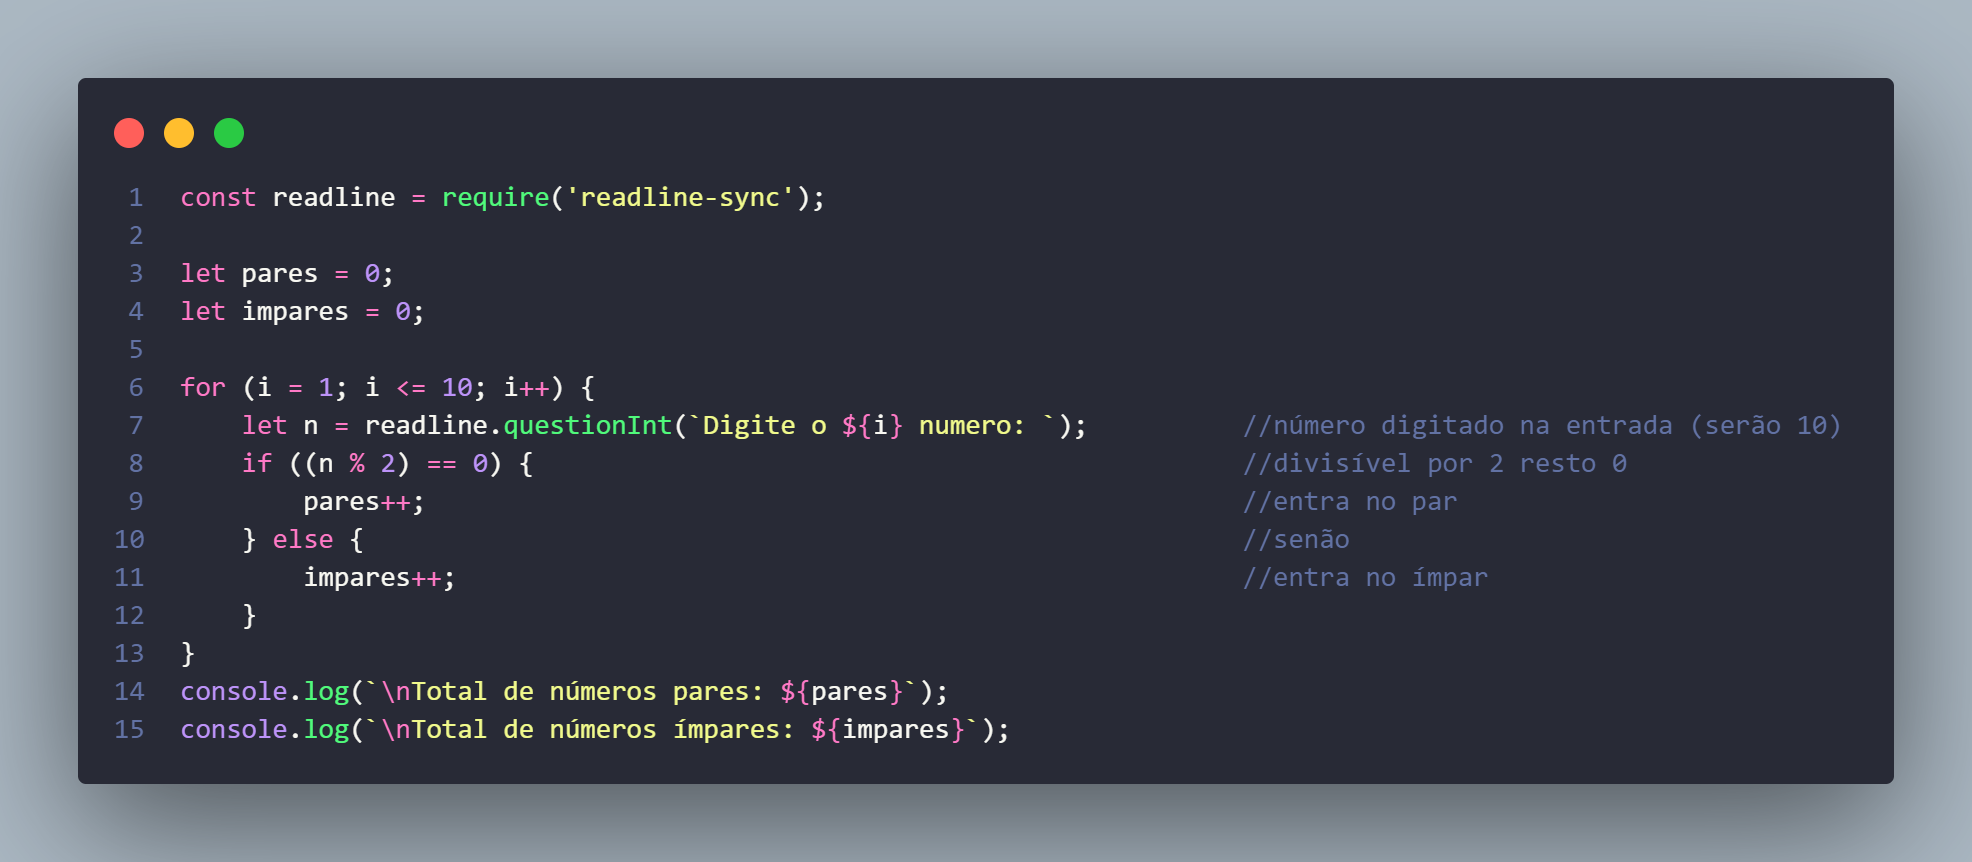 1 const readline = require('readline-sync');
2
3 let pares = 0;
4 let impares = 0;
5
6 for (i = 1; i <= 10; i++) {
7 let n = readline.questionInt(`Digite o ${i} numero: `); //número digitado na entrada (serão 10)
8 if ((n % 2) == 0) { //divisível por 2 resto 0
9 pares++; //entra no par
10 } else { //senão
11 impares++; //entra no ímpar
12 }
13 }
14 console.log(`\nTotal de números pares: ${pares}`);
15 console.log(`\nTotal de números ímpares: ${impares}`);